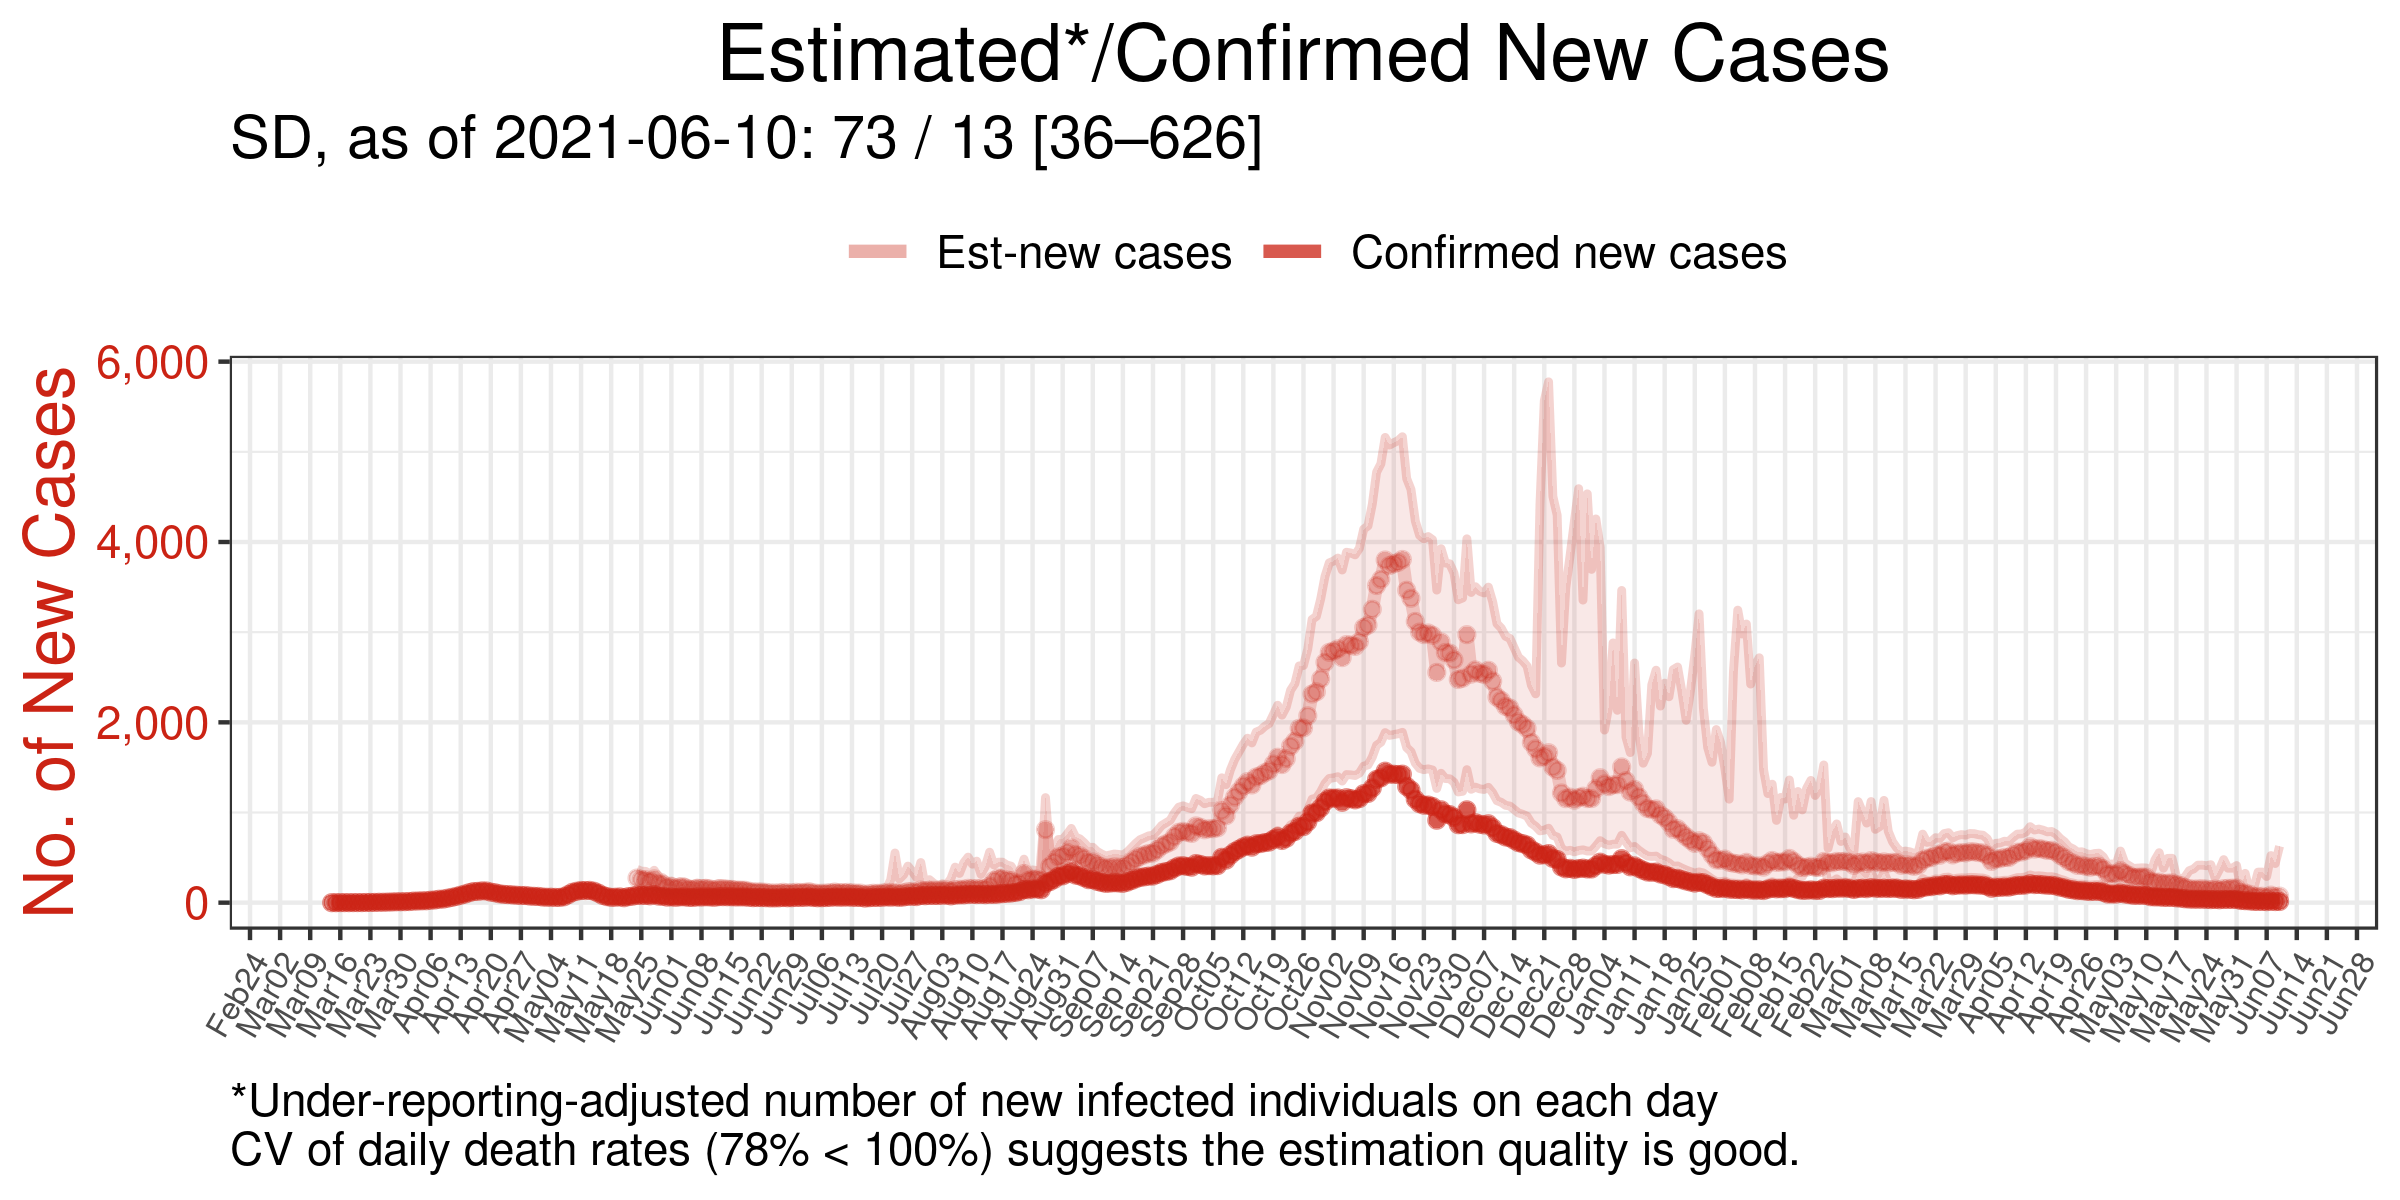 Estimated*/Confirmed New Cases
SD, as of 2021-06-10: 73 / 13 [36–626]
Est-new cases Confirmed new cases
No. of New Cases
6,000
4,000
2,000
0
Feb24 Mar02 Mar09 Mar16 Mar23 Mar30 Apr06 Apr13 Apr20 Apr27 May04 May11 May18 May25 Jun01 Jun08 Jun15 Jun22 Jun29 Jul06 Jul13 Jul20 Jul27 Aug03 Aug10 Aug17 Aug24 Aug31 Sep07 Sep14 Sep21 Sep28 Oct05 Oct12 Oct19 Oct26 Nov02 Nov09 Nov16 Nov23 Nov30 Dec07 Dec14 Dec21 Dec28 Jan04 Jan11 Jan18 Jan25 Feb01 Feb08 Feb15 Feb22 Mar01 Mar08 Mar15 Mar22 Mar29 Apr05 Apr12 Apr19 Apr26 May03 May10 May17 May24 May31 Jun07 Jun14 Jun21 Jun28
*Under-reporting-adjusted number of new infected individuals on each day
CV of daily death rates (78% < 100%) suggests the estimation quality is good.